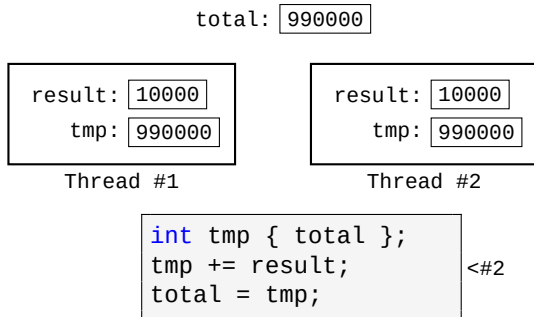 total: 990000
result: 10000 result: 10000
tmp: 990000 tmp: 990000
Thread #1 Thread #2
int tmp { total };
tmp += result; <#2
total = tmp;